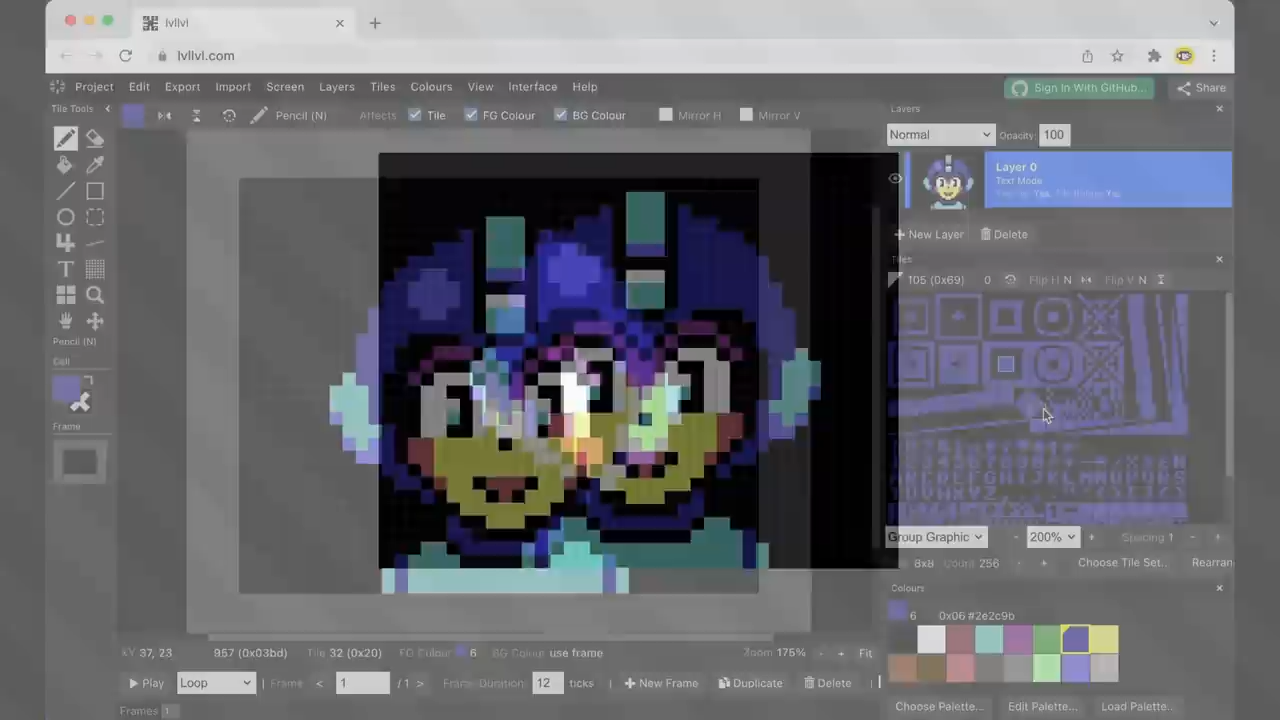 lvllvl
lvllvl.com
Project Edit Export Import Screen Layers Tiles Colours View Interface Help
Sign In With GitHub...
Share
Tile Tools
Pencil (N) Affects Tile FG Colour BG Colour Mirror H Mirror V
Layers
Normal Opacity: 100
Layer 0
Text Mode
New Layer Delete
Tiles
105 (0x69) 0 Flip H N Flip V N
Pencil (N)
Cell
Frame
Group Graphic - 200% + Spacing 1 - +
8x8 Count 256 - + Choose Tile Set..
Colours
6 0x06 #2e2c9b
XY 37, 23 957 (0x03bd) Tile 32 (0x20) FG Colour 6 BG Colour use frame Zoom 175% - + Fit
Play Loop Frame < 1 / 1 > Frame Duration: 12 ticks New Frame Duplicate Delete
Choose Palette.. Edit Palette... Load Palette..
Frames 1